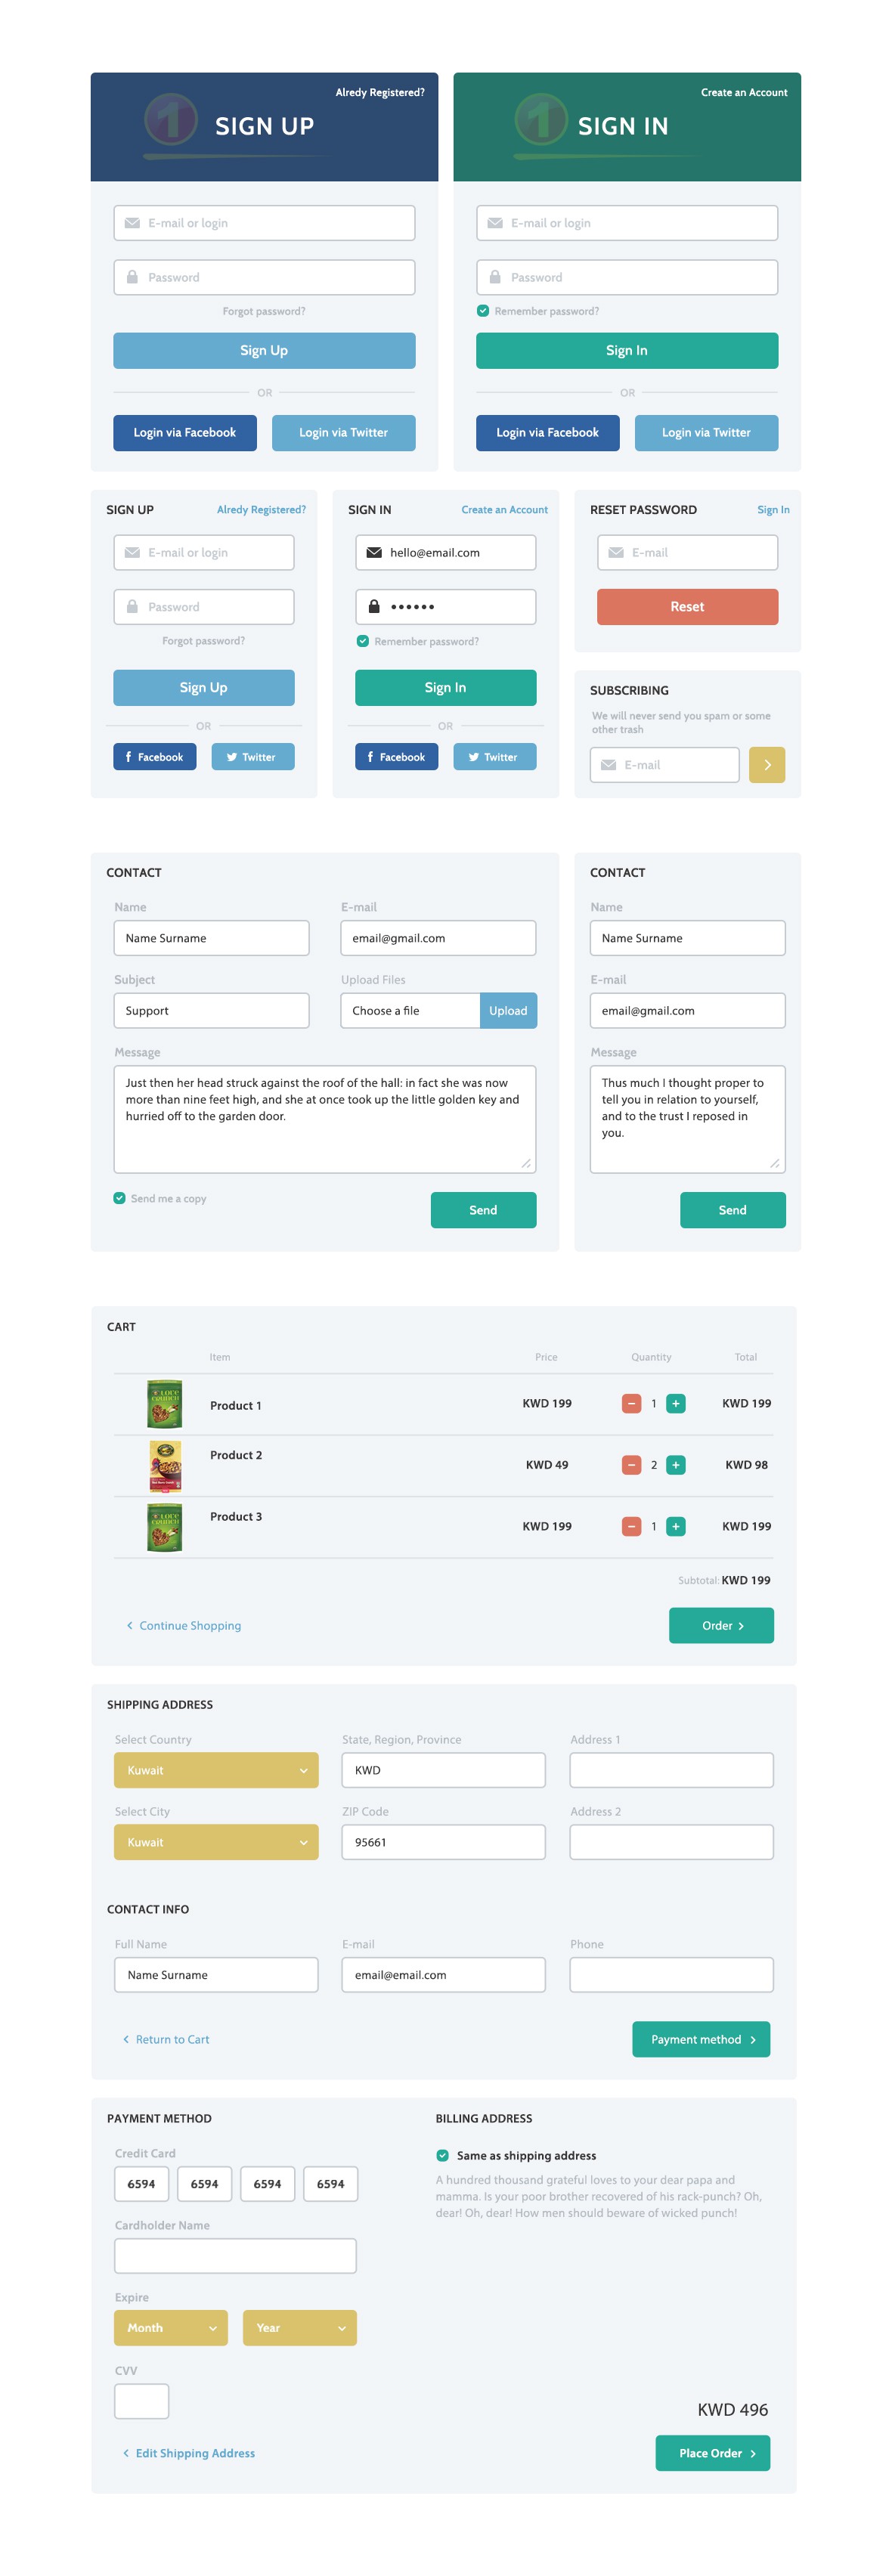 Alredy Registered?
1
SIGN UP
E-mail or login
Password
Forgot password?
Sign Up
OR
Login via Facebook
Login via Twitter
Create an Account
1
SIGN IN
E-mail or login
Password
Remember password?
Sign In
OR
Login via Facebook
Login via Twitter
SIGN UP
Alredy Registered?
E-mail or login
Password
Forgot password?
Sign Up
OR
Facebook
Twitter
SIGN IN
Create an Account
hello@email.com
••••••
Remember password?
Sign In
OR
Facebook
Twitter
RESET PASSWORD
Sign In
E-mail
Reset
SUBSCRIBING
We will never send you spam or some
other trash
E-mail
CONTACT
Name
E-mail
Name Surname
email@gmail.com
Subject
Upload Files
Support
Choose a file
Upload
Message
Just then her head struck against the roof of the hall: in fact she was now
more than nine feet high, and she at once took up the little golden key and
hurried off to the garden door.
Send me a copy
Send
CONTACT
Name
Name Surname
E-mail
email@gmail.com
Message
Thus much I thought proper to
tell you in relation to yourself,
and to the trust I reposed in
you.
Send
CART
Item Price Quantity Total
LOVE
CRUNCH
Product 1 KWD 199 − 1 + KWD 199
Product 2 KWD 49 − 2 + KWD 98
LOVE
CRUNCH
Product 3 KWD 199 − 1 + KWD 199
Subtotal: KWD 199
Continue Shopping
Order
SHIPPING ADDRESS
Select Country
State, Region, Province
Address 1
Kuwait
KWD
Select City
ZIP Code
Address 2
Kuwait
95661
CONTACT INFO
Full Name
E-mail
Phone
Name Surname
email@email.com
Return to Cart
Payment method
PAYMENT METHOD
Credit Card
6594 6594 6594 6594
Cardholder Name
Expire
Month
Year
CVV
Edit Shipping Address
BILLING ADDRESS
Same as shipping address
A hundred thousand grateful loves to your dear papa and
mamma. Is your poor brother recovered of his rack-punch? Oh,
dear! Oh, dear! How men should beware of wicked punch!
KWD 496
Place Order